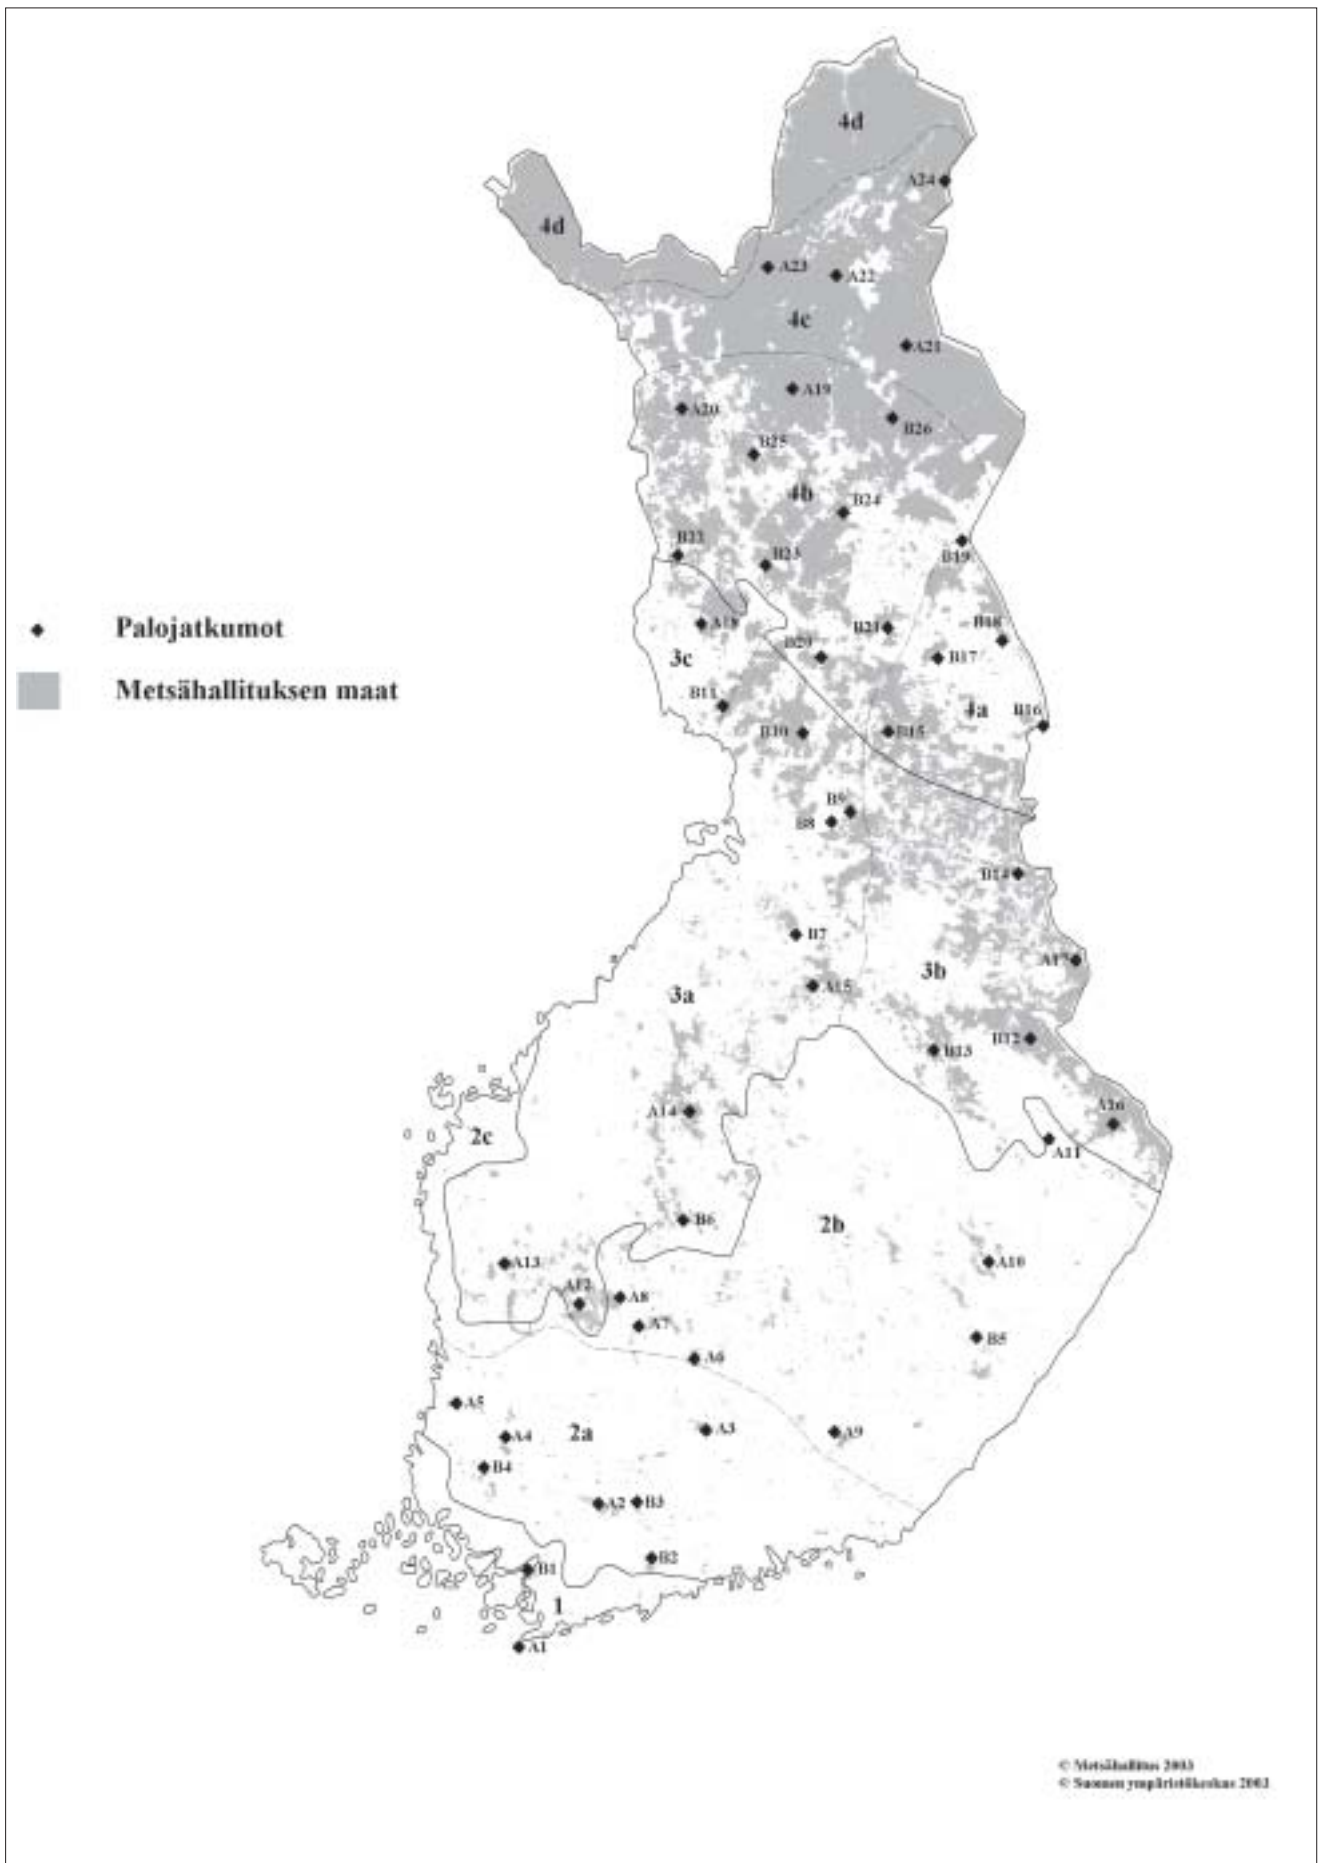 4d
A24
4d
A23
A22
4c
A21
A19
A20
B26
B25
4b
B24
B22
B23
B19
A18
B21
B18
3c
B20
B17
B11
4a
B16
B10
B15
B9
B8
B14
B7
3b
A17
3a
A15
B12
B13
A14
A16
2c
A11
B6
2b
A13
A10
A12
A8
A7
B5
A6
A5
A4
2a
A3
A9
B4
A2
B3
B2
B1
1
A1
Palojatkumot
Metsähallituksen maat
© Metsähallitus 2003
© Suomen ympäristökeskus 2003